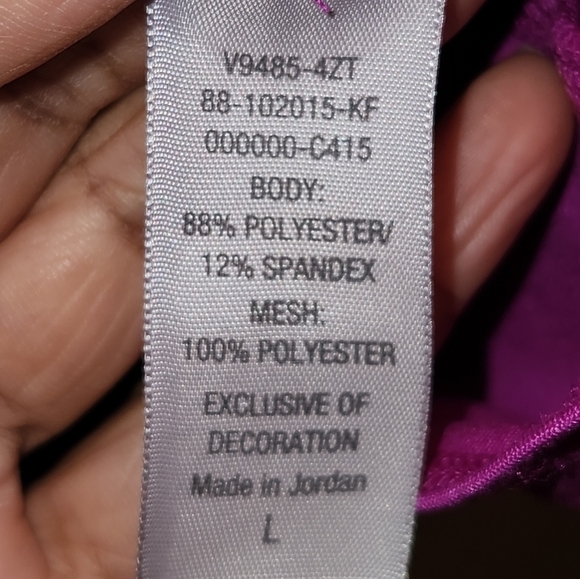 V9485-4ZT
88-102015-KF
000000-C415
BODY:
88% POLYESTER/
12% SPANDEX
MESH:
100% POLYESTER
EXCLUSIVE OF
DECORATION
Made in Jordan
L